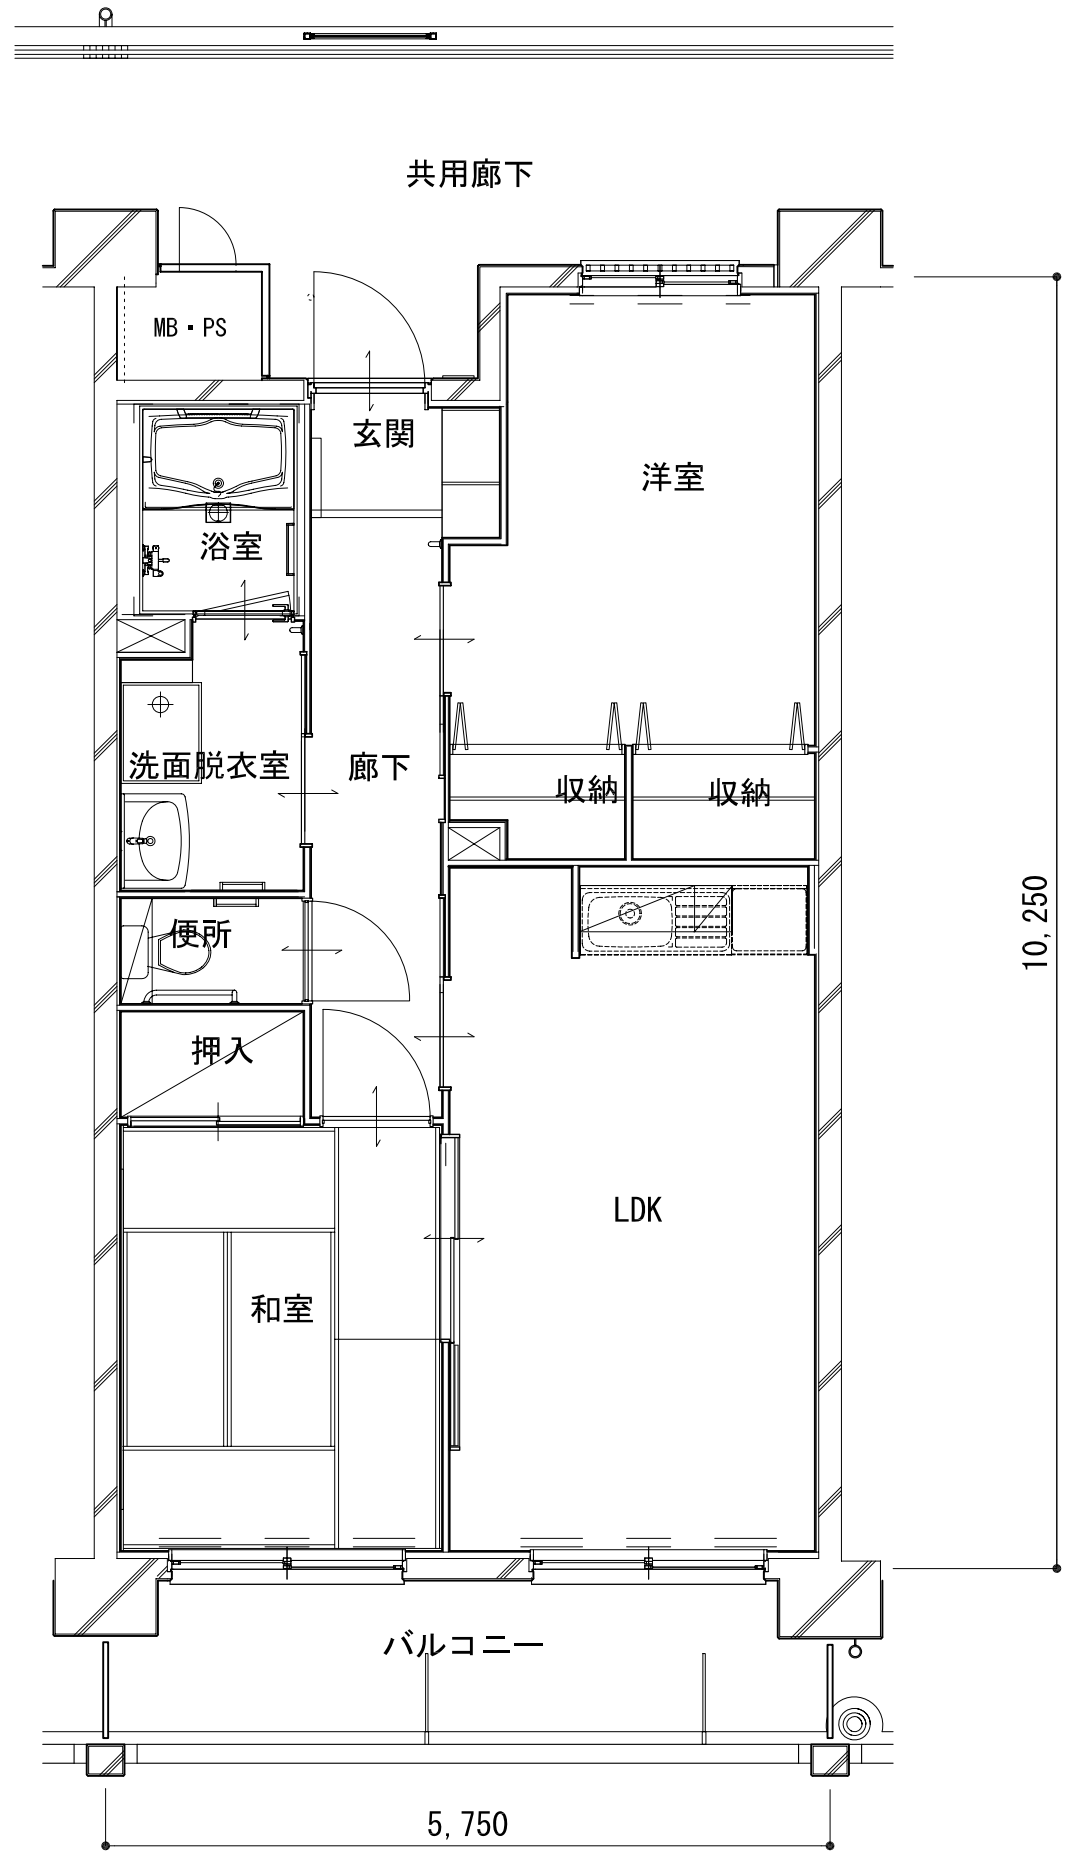 共用廊下
MB・PS
玄関
洋室
浴室
洗面脱衣室
廊下
収納
収納
便所
押入
LDK
和室
バルコニー
10,250
5,750